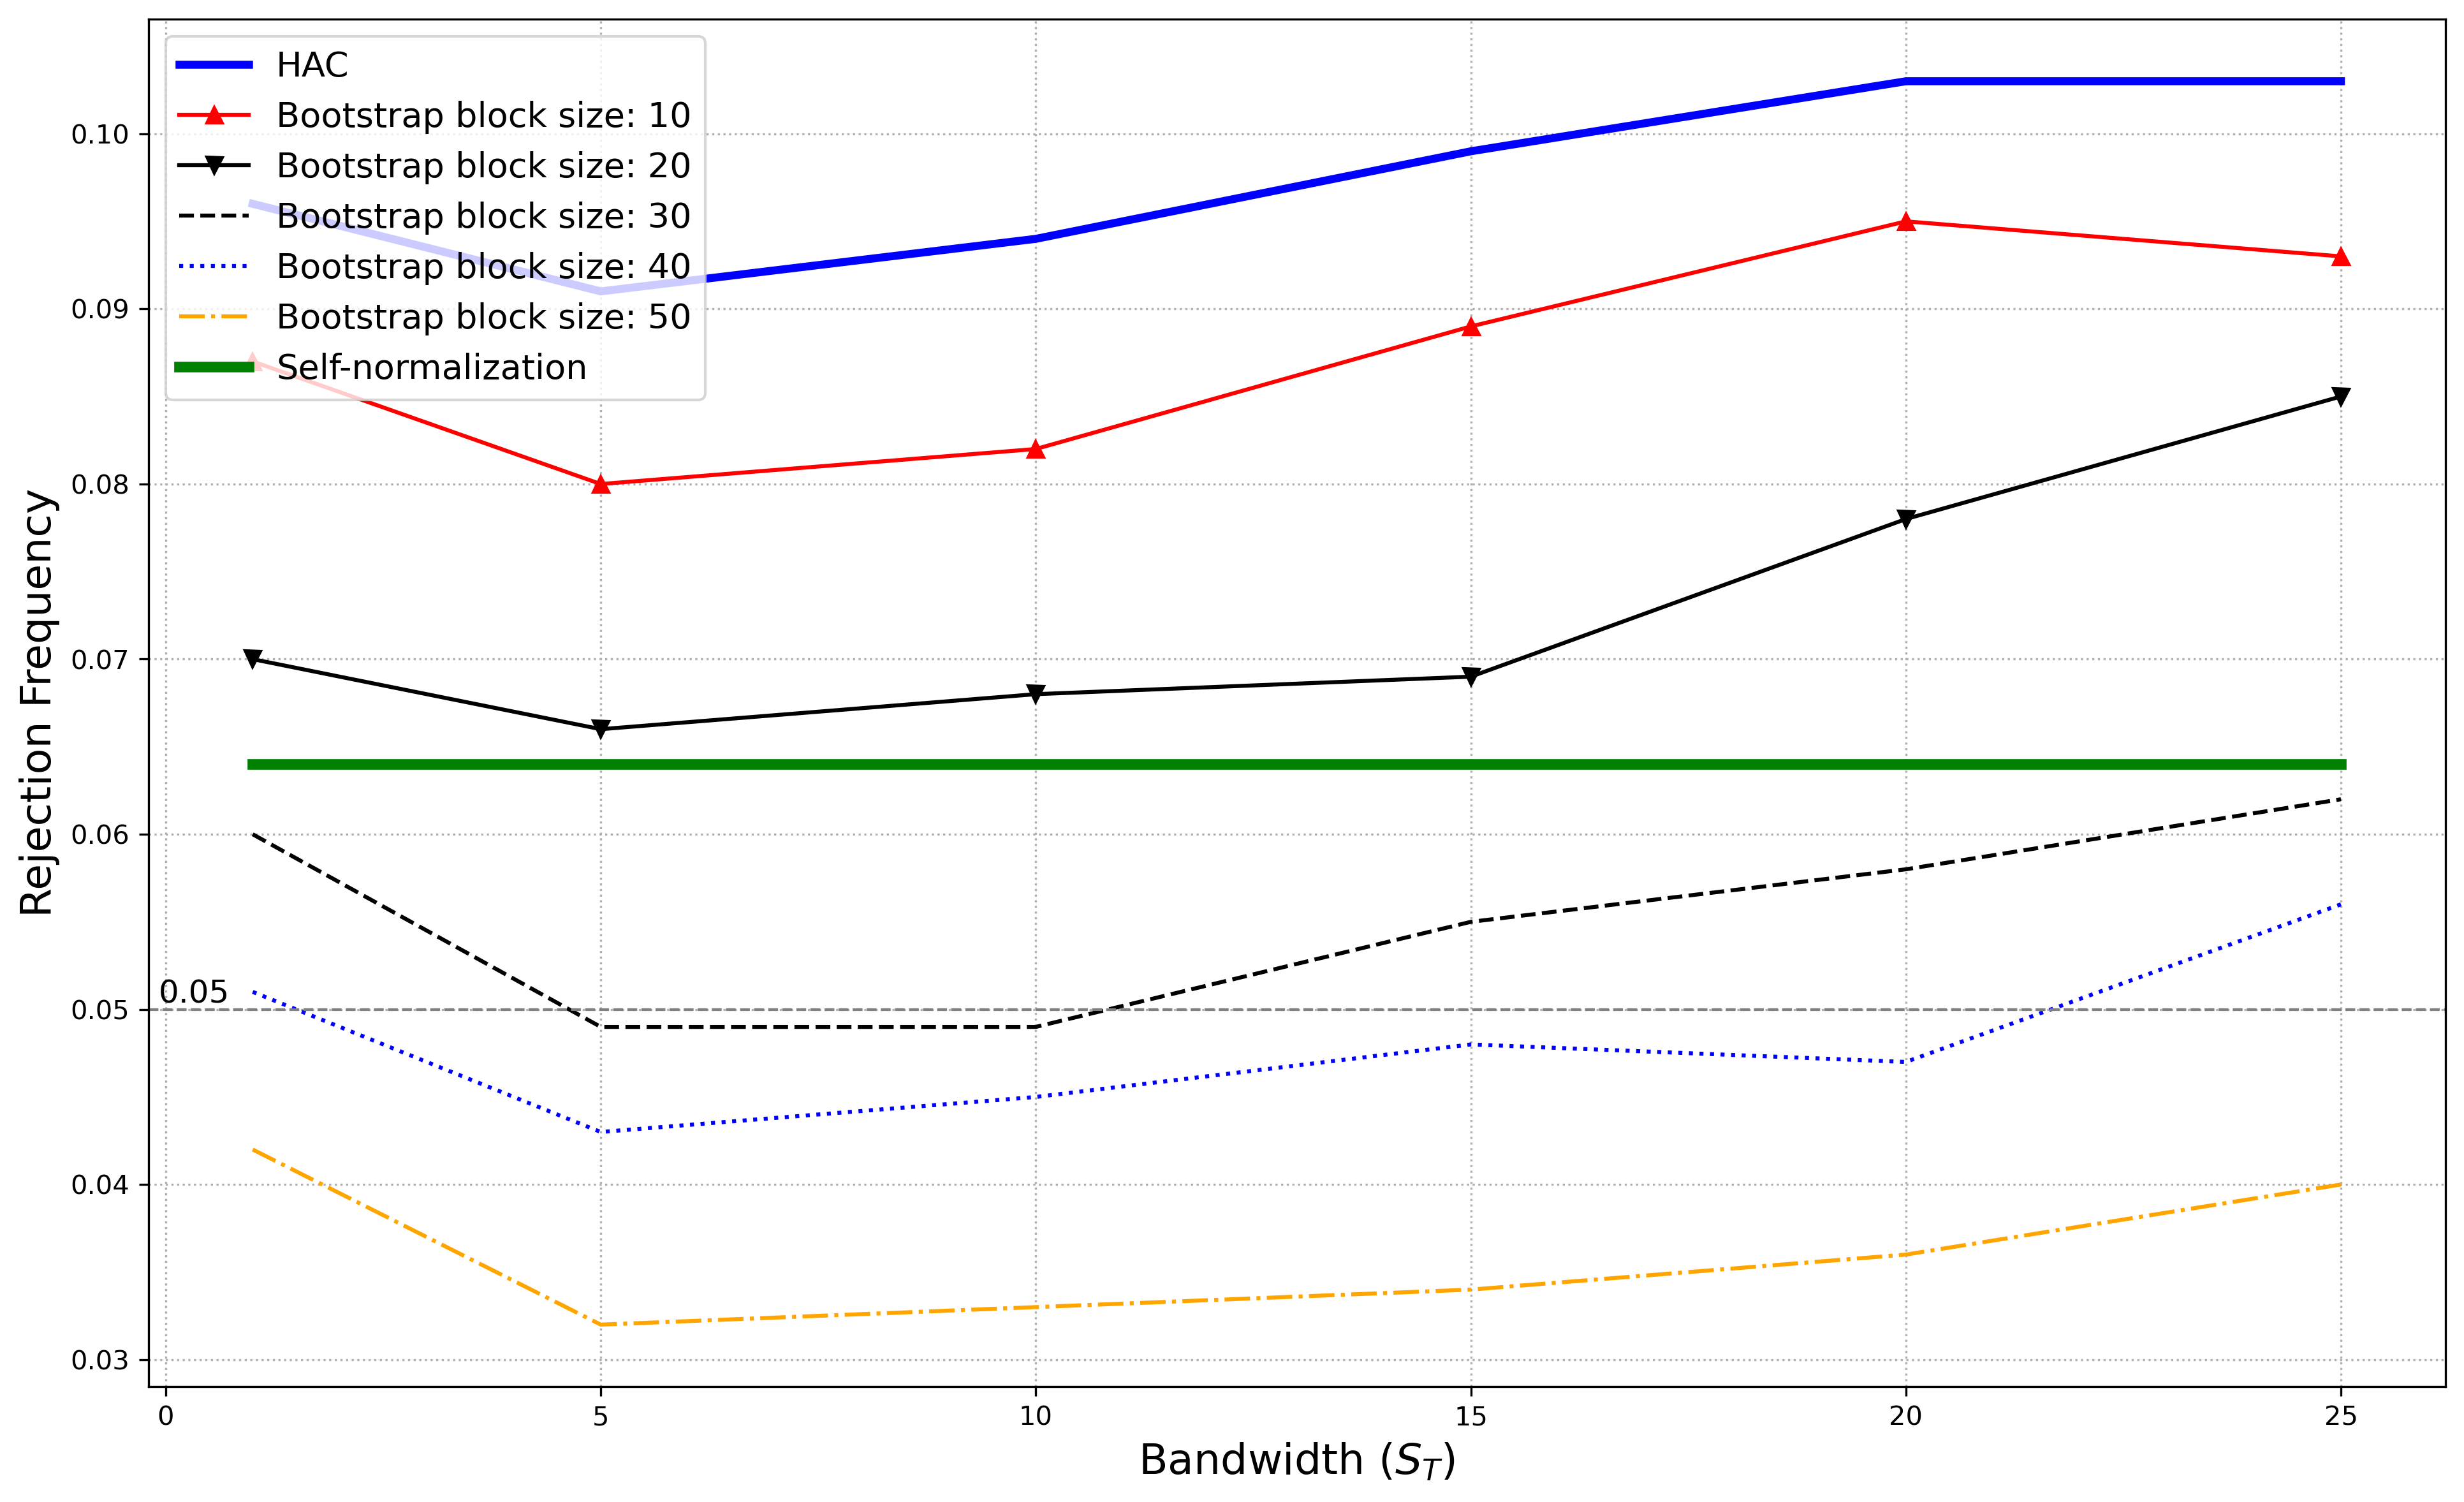 HAC
Bootstrap block size: 10
Bootstrap block size: 20
Bootstrap block size: 30
Bootstrap block size: 40
Bootstrap block size: 50
Self-normalization
Rejection Frequency
0.10
0.09
0.08
0.07
0.06
0.05
0.05
0.04
0.03
0 5 10 15 20 25
Bandwidth (S_T)